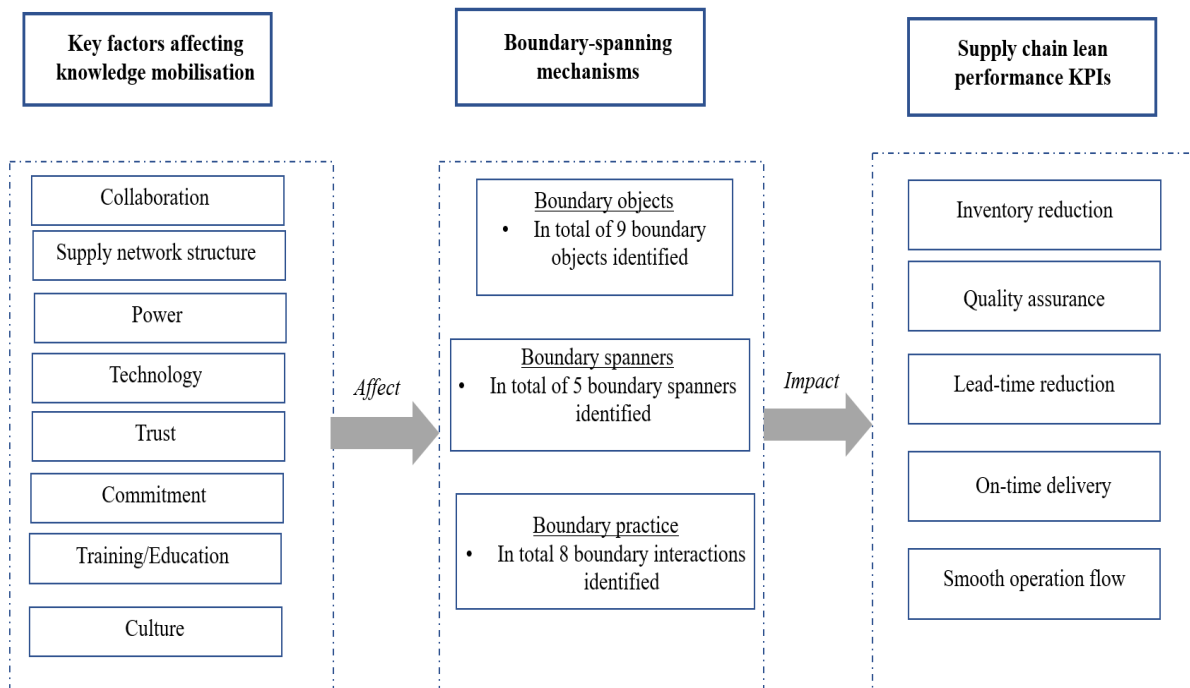 Key factors affecting
knowledge mobilisation
Collaboration
Supply network structure
Power
Technology
Trust
Commitment
Training/Education
Culture
Affect
Boundary-spanning
mechanisms
Boundary objects
• In total of 9 boundary
objects identified
Boundary spanners
• In total of 5 boundary spanners
identified
Boundary practice
• In total 8 boundary interactions
identified
Impact
Supply chain lean
performance KPIs
Inventory reduction
Quality assurance
Lead-time reduction
On-time delivery
Smooth operation flow